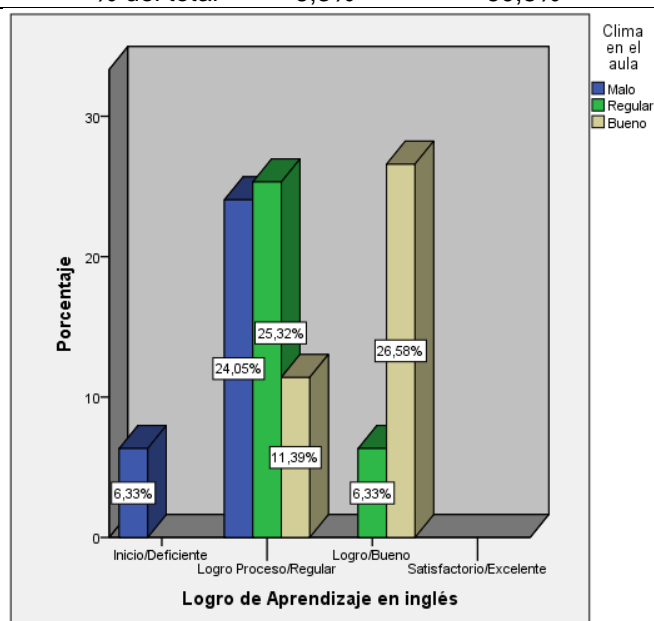 Clima
en el
aula
Malo
Regular
Bueno
Porcentaje
30
20
10
0
6,33%
24,05%
25,32%
11,39%
6,33%
26,58%
Inicio/Deficiente
Logro Proceso/Regular
Logro/Bueno
Satisfactorio/Excelente
Logro de Aprendizaje en inglés